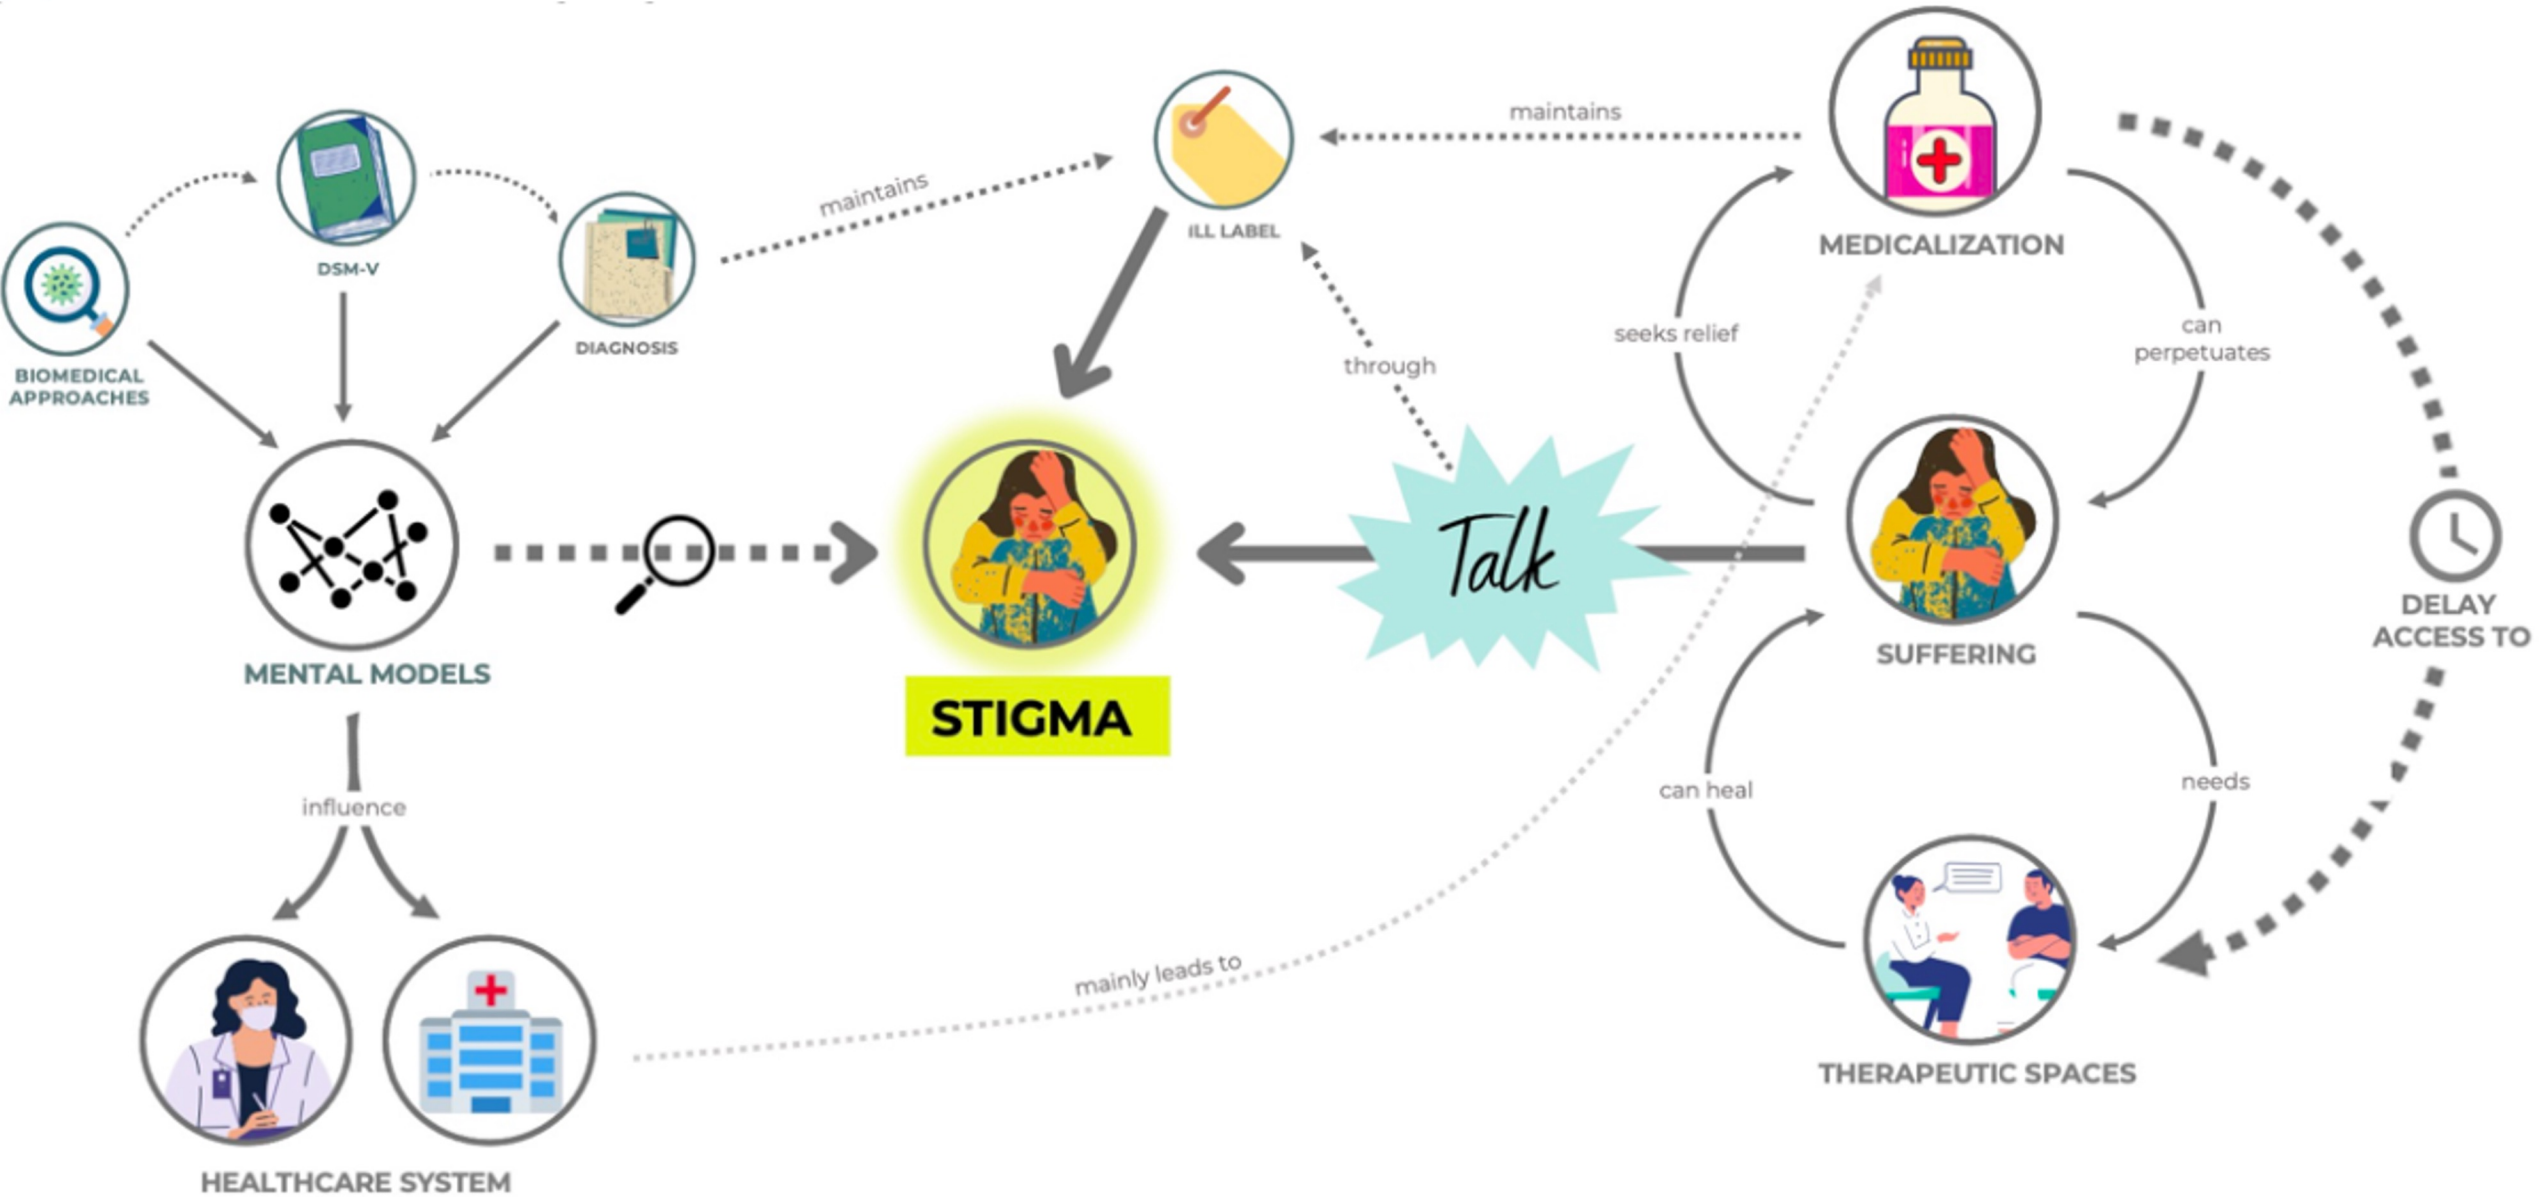 DSM-V
BIOMEDICAL
APPROACHES
DIAGNOSIS
maintains
iLL LABEL
maintains
MEDICALIZATION
through
seeks relief
can
perpetuates
MENTAL MODELS
STIGMA
Talk
SUFFERING
DELAY
ACCESS TO
influence
can heal
needs
mainly leads to
THERAPEUTIC SPACES
HEALTHCARE SYSTEM